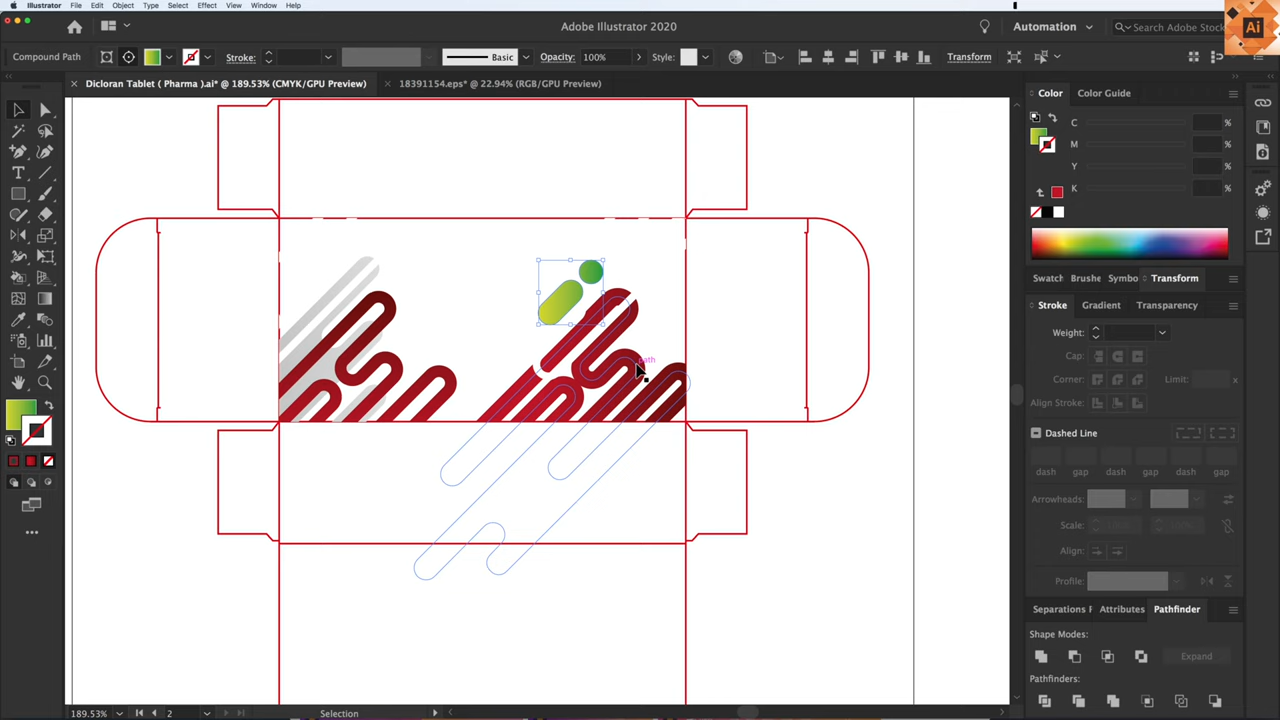 Illustrator File Edit Object Type Select Effect View Window Help
Adobe Illustrator 2020
Automation
Search Adobe Stock
Ai
Compound Path
Stroke:
Basic
Opacity: 100%
Style:
Transform
× Dicloran Tablet ( Pharma ).ai* @ 189.53% (CMYK/GPU Preview)
× 18391154.eps* @ 22.94% (RGB/GPU Preview)
Color Color Guide
C %
M %
Y %
K %
Swatch Brushe Symbo Transform
Stroke Gradient Transparency
Weight:
Cap:
Corner: Limit: x
Align Stroke:
Dashed Line
dash gap dash gap dash gap
Arrowheads:
Scale: % %
Align:
Profile:
Separations F Attributes Pathfinder
Shape Modes:
Expand
Pathfinders:
path
189.53% 2 Selection